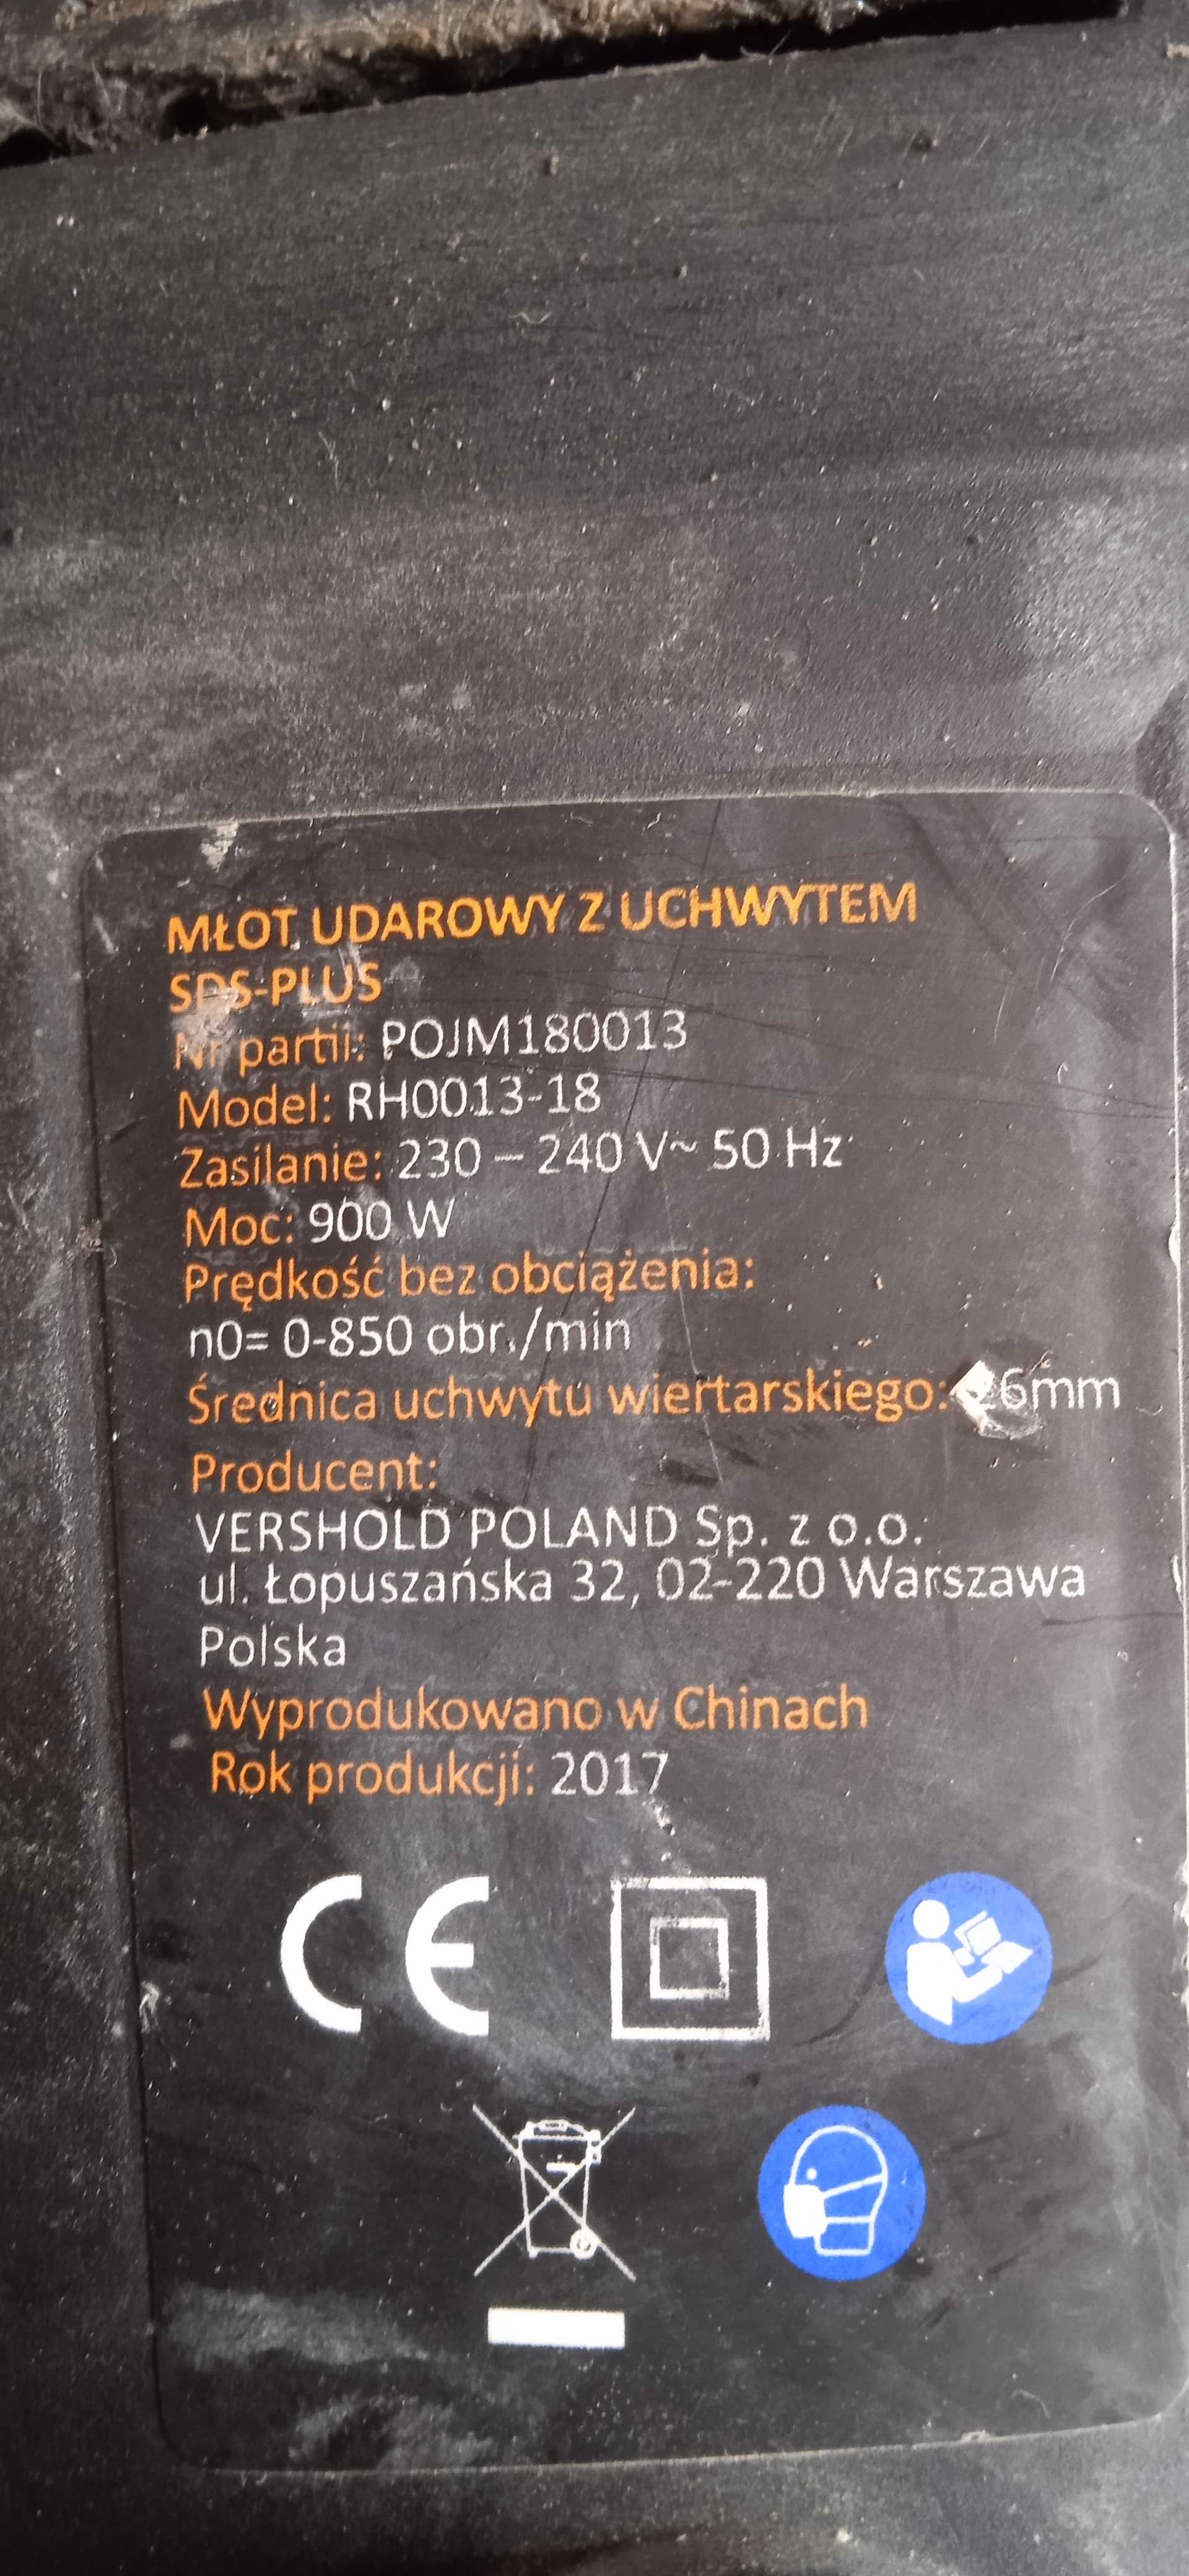 MŁOT UDAROWY Z UCHWYTEM
SDS-PLUS
Nr partii: POJM180013
Model: RH0013-18
Zasilanie: 230 – 240 V~ 50 Hz
Moc: 900 W
Prędkość bez obciążenia:
n0= 0-850 obr./min
Średnica uchwytu wiertarskiego: 26mm
Producent:
VERSHOLD POLAND Sp. z o.o.
ul. Łopuszańska 32, 02-220 Warszawa
Polska
Wyprodukowano w Chinach
Rok produkcji: 2017
CE